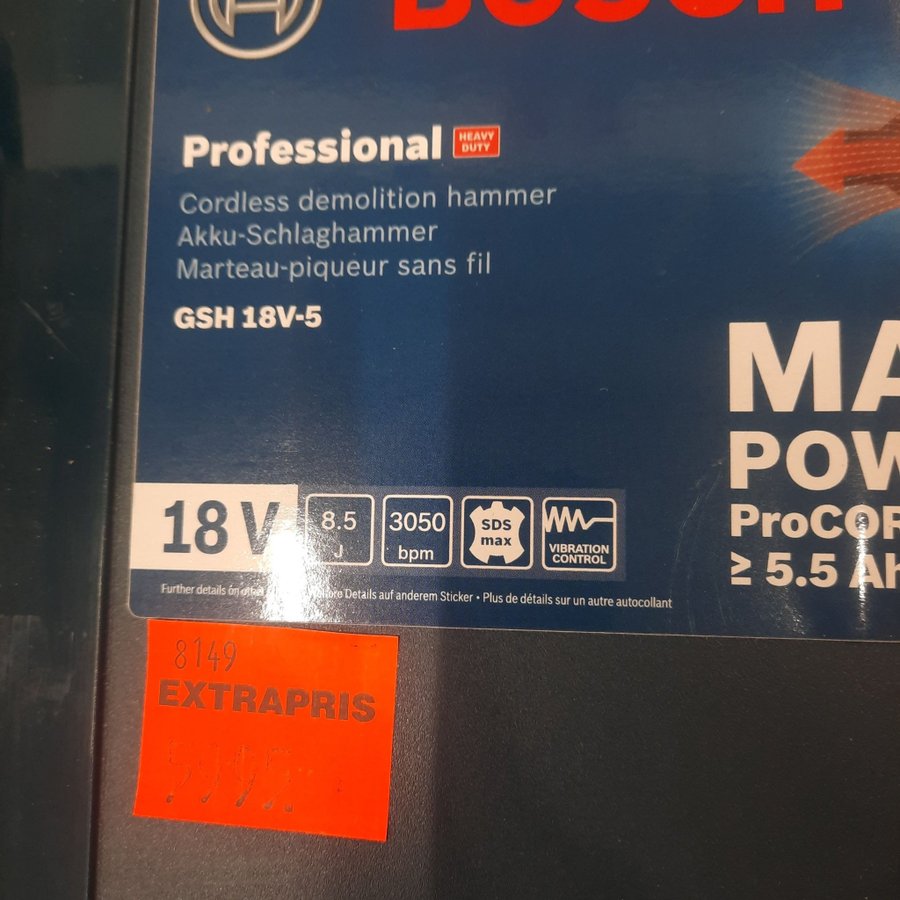 BOSCH
Professional HEAVY DUTY
Cordless demolition hammer
Akku-Schlaghammer
Marteau-piqueur sans fil
GSH 18V-5
MA
POW
ProCOR
≥ 5.5 Ah
18 V
8.5 J
3050 bpm
SDS max
VIBRATION CONTROL
Further details on other Details auf anderem Sticker • Plus de détails sur un autre autocollant
8149
EXTRAPRIS